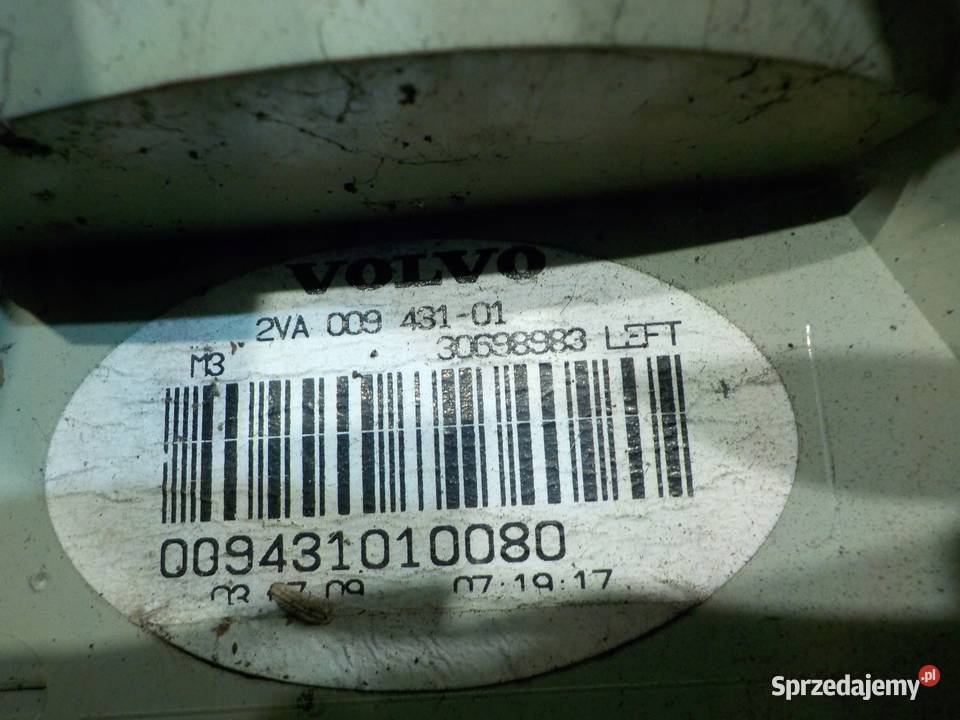 VOLVO
2VA 009 431-01
30698983 LEFT
M3
009431010080
07:19:17
Sprzedajemy.pl